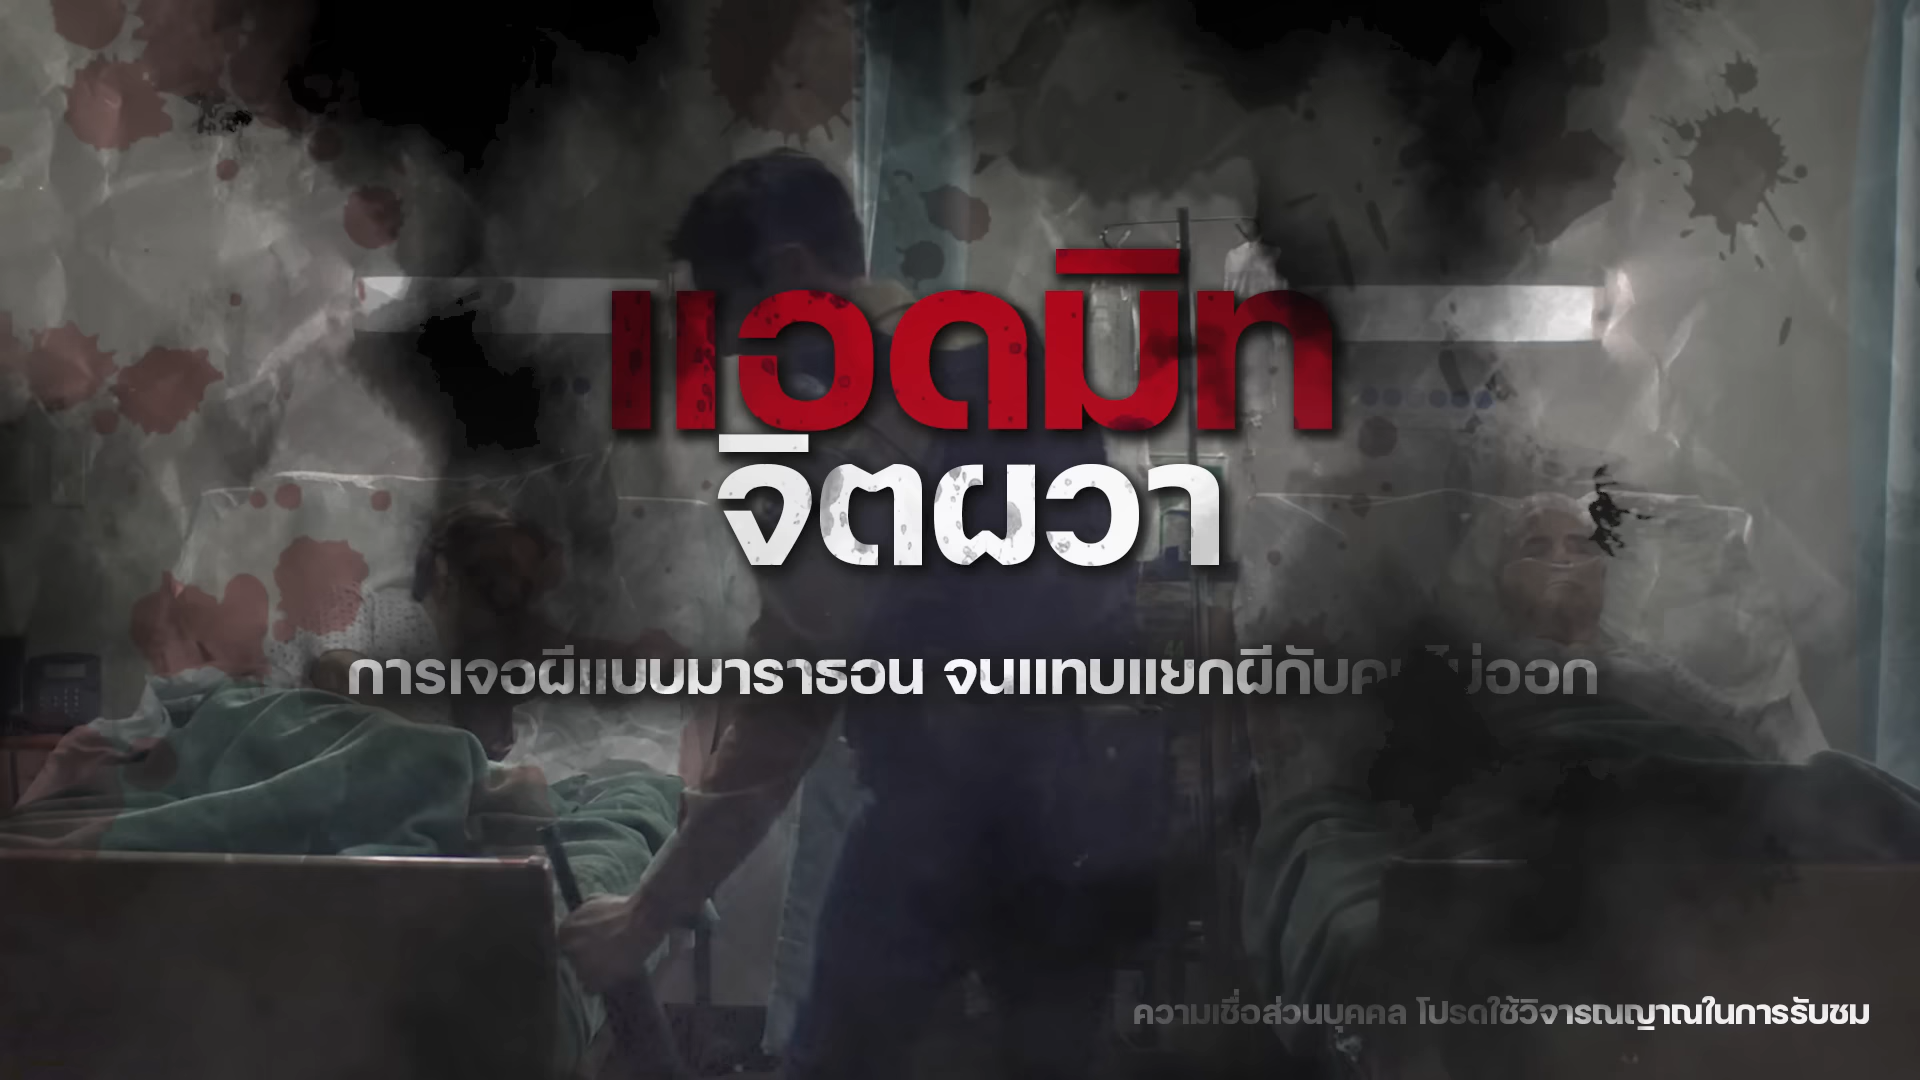 แอดมิท
จิตผวา
การเจอผีแบบมาราธอน จนแทบแยกผีกับคนไม่ออก
ความเชื่อส่วนบุคคล โปรดใช้วิจารณญาณในการรับชม